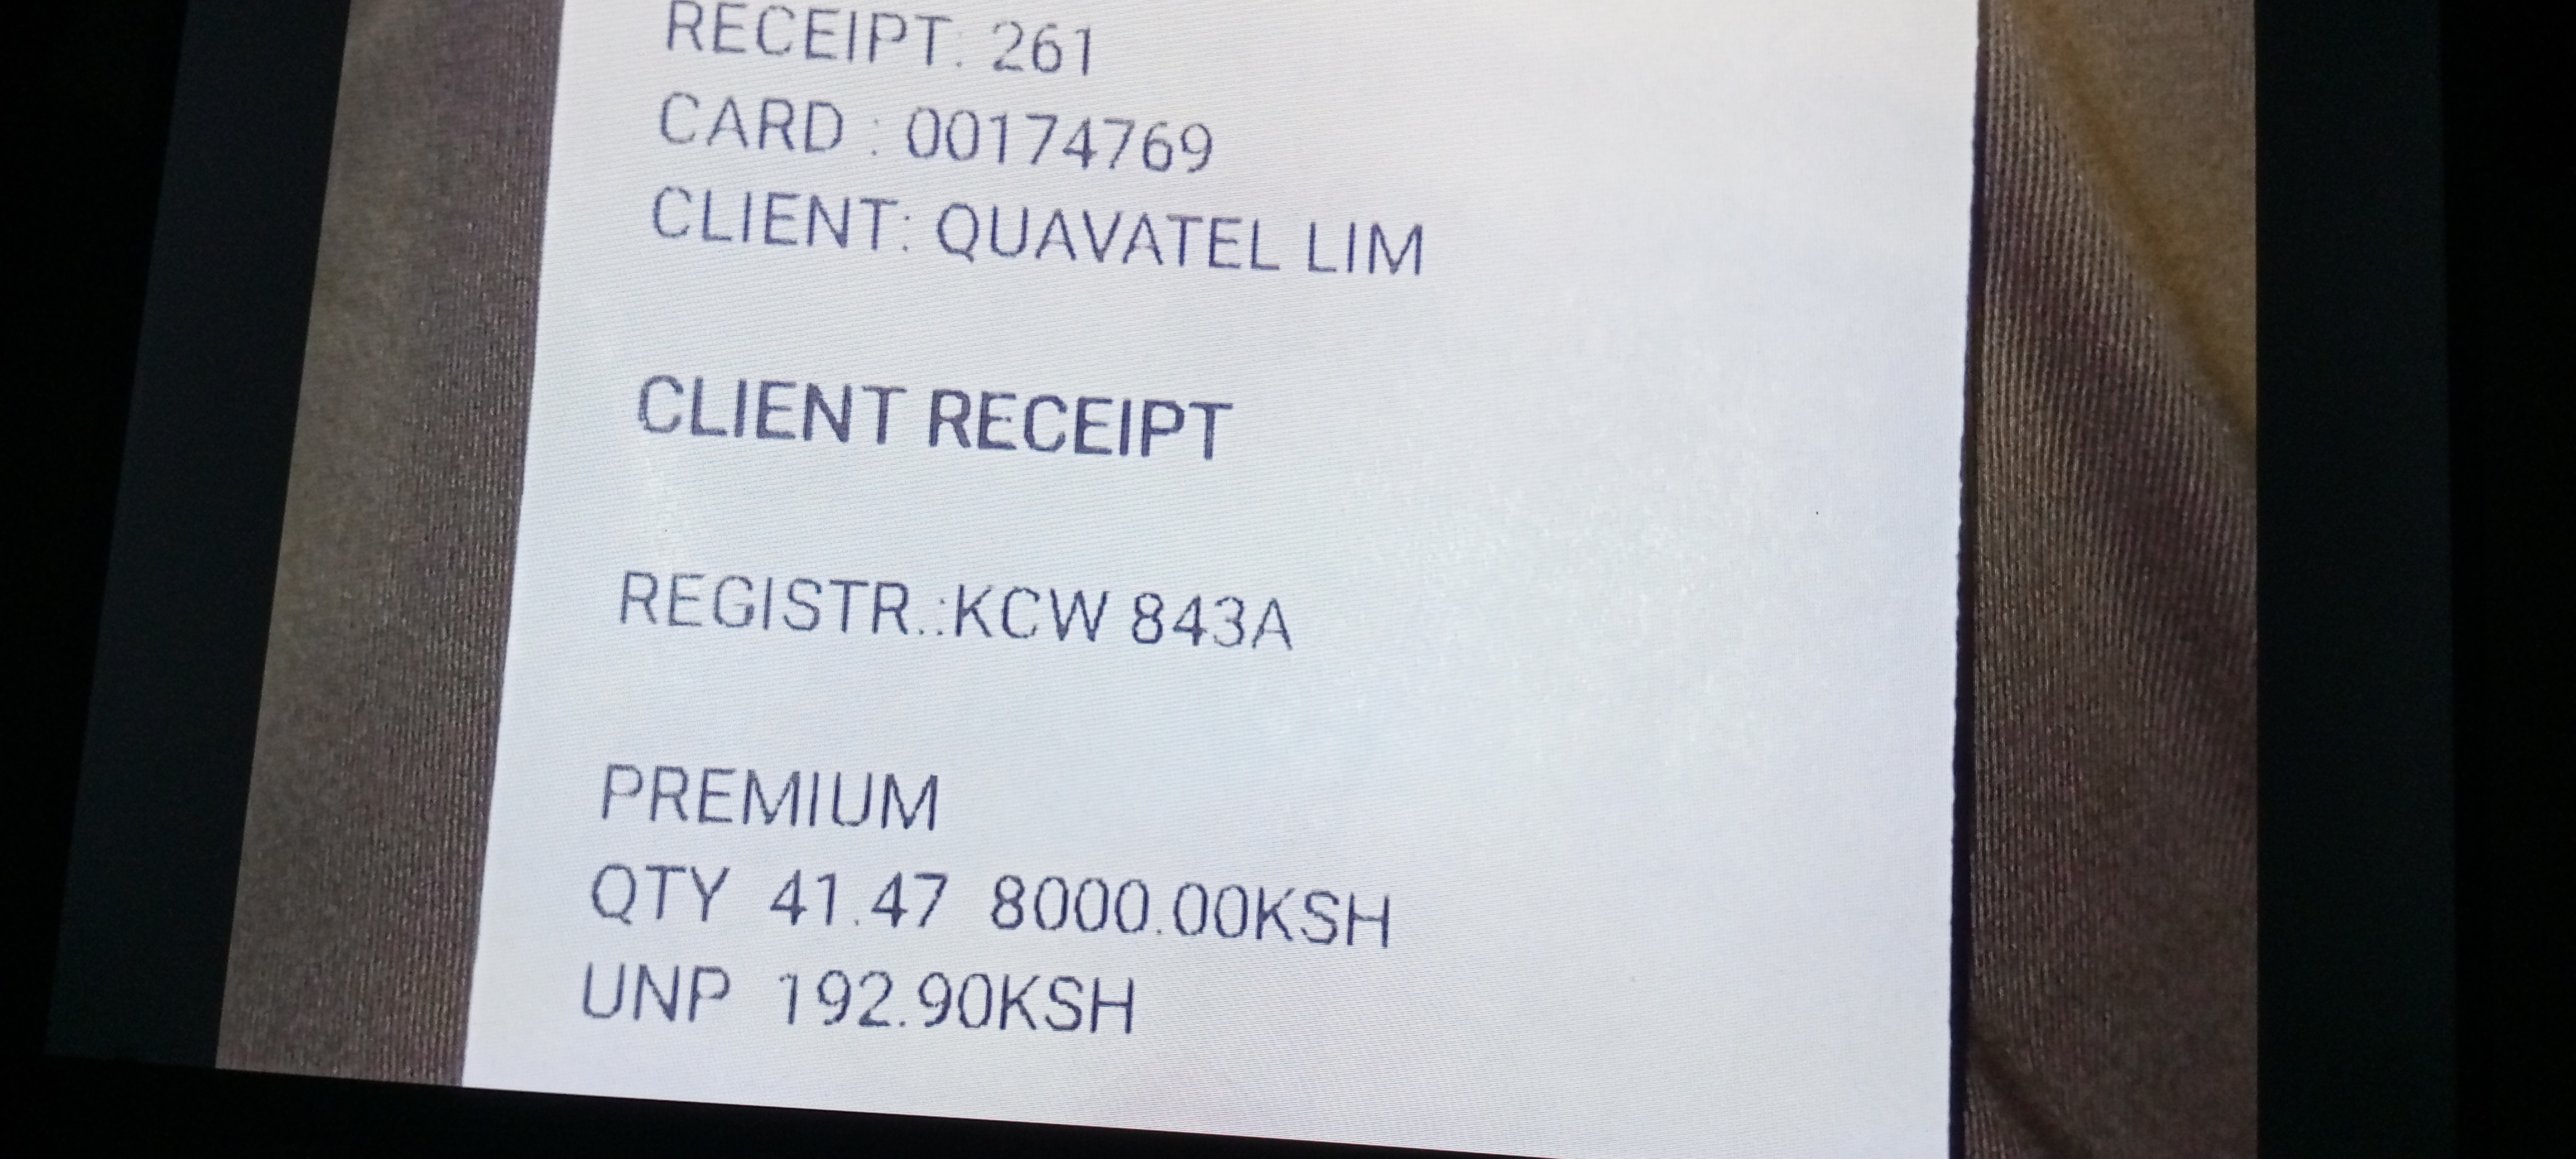 RECEIPT: 261
CARD : 00174769
CLIENT: QUAVATEL LIM
CLIENT RECEIPT
REGISTR.:KCW 843A
PREMIUM
QTY 41.47 8000.00KSH
UNP 192.90KSH